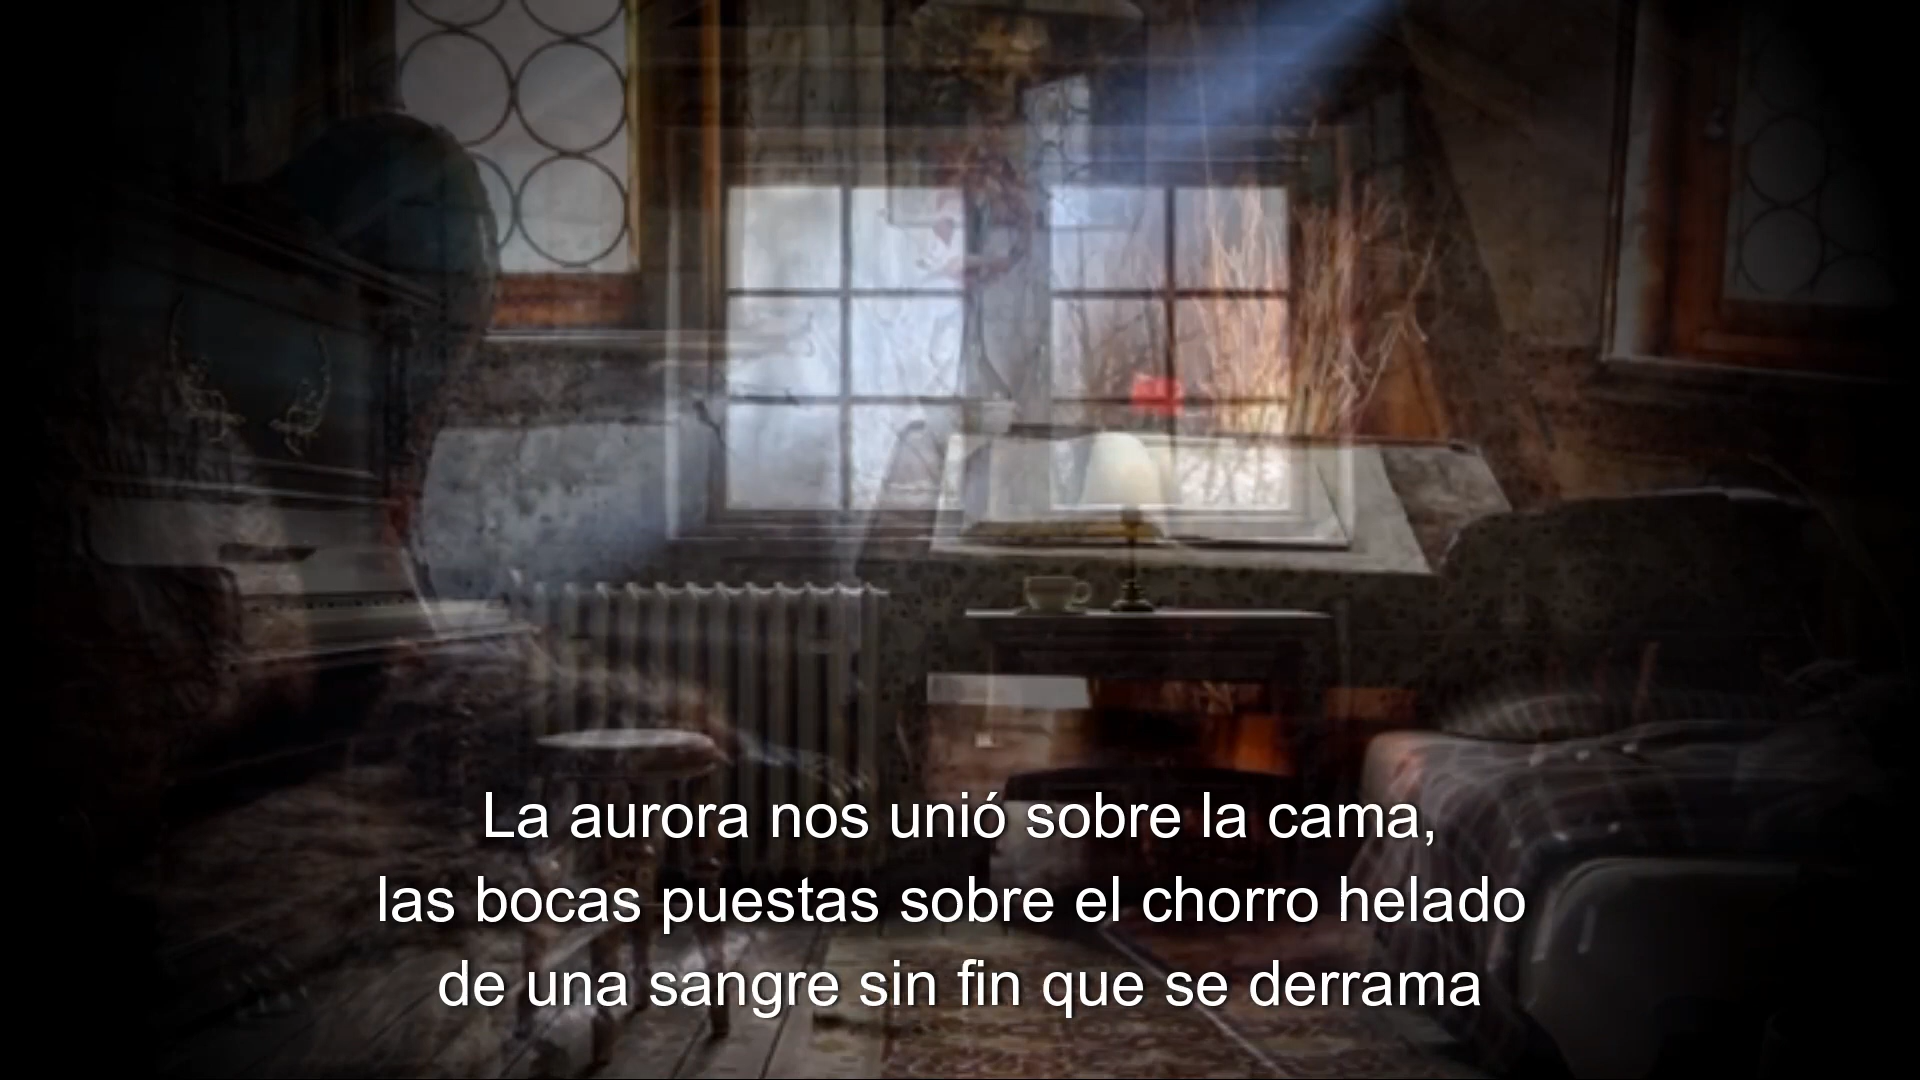 La aurora nos unió sobre la cama,
las bocas puestas sobre el chorro helado
de una sangre sin fin que se derrama